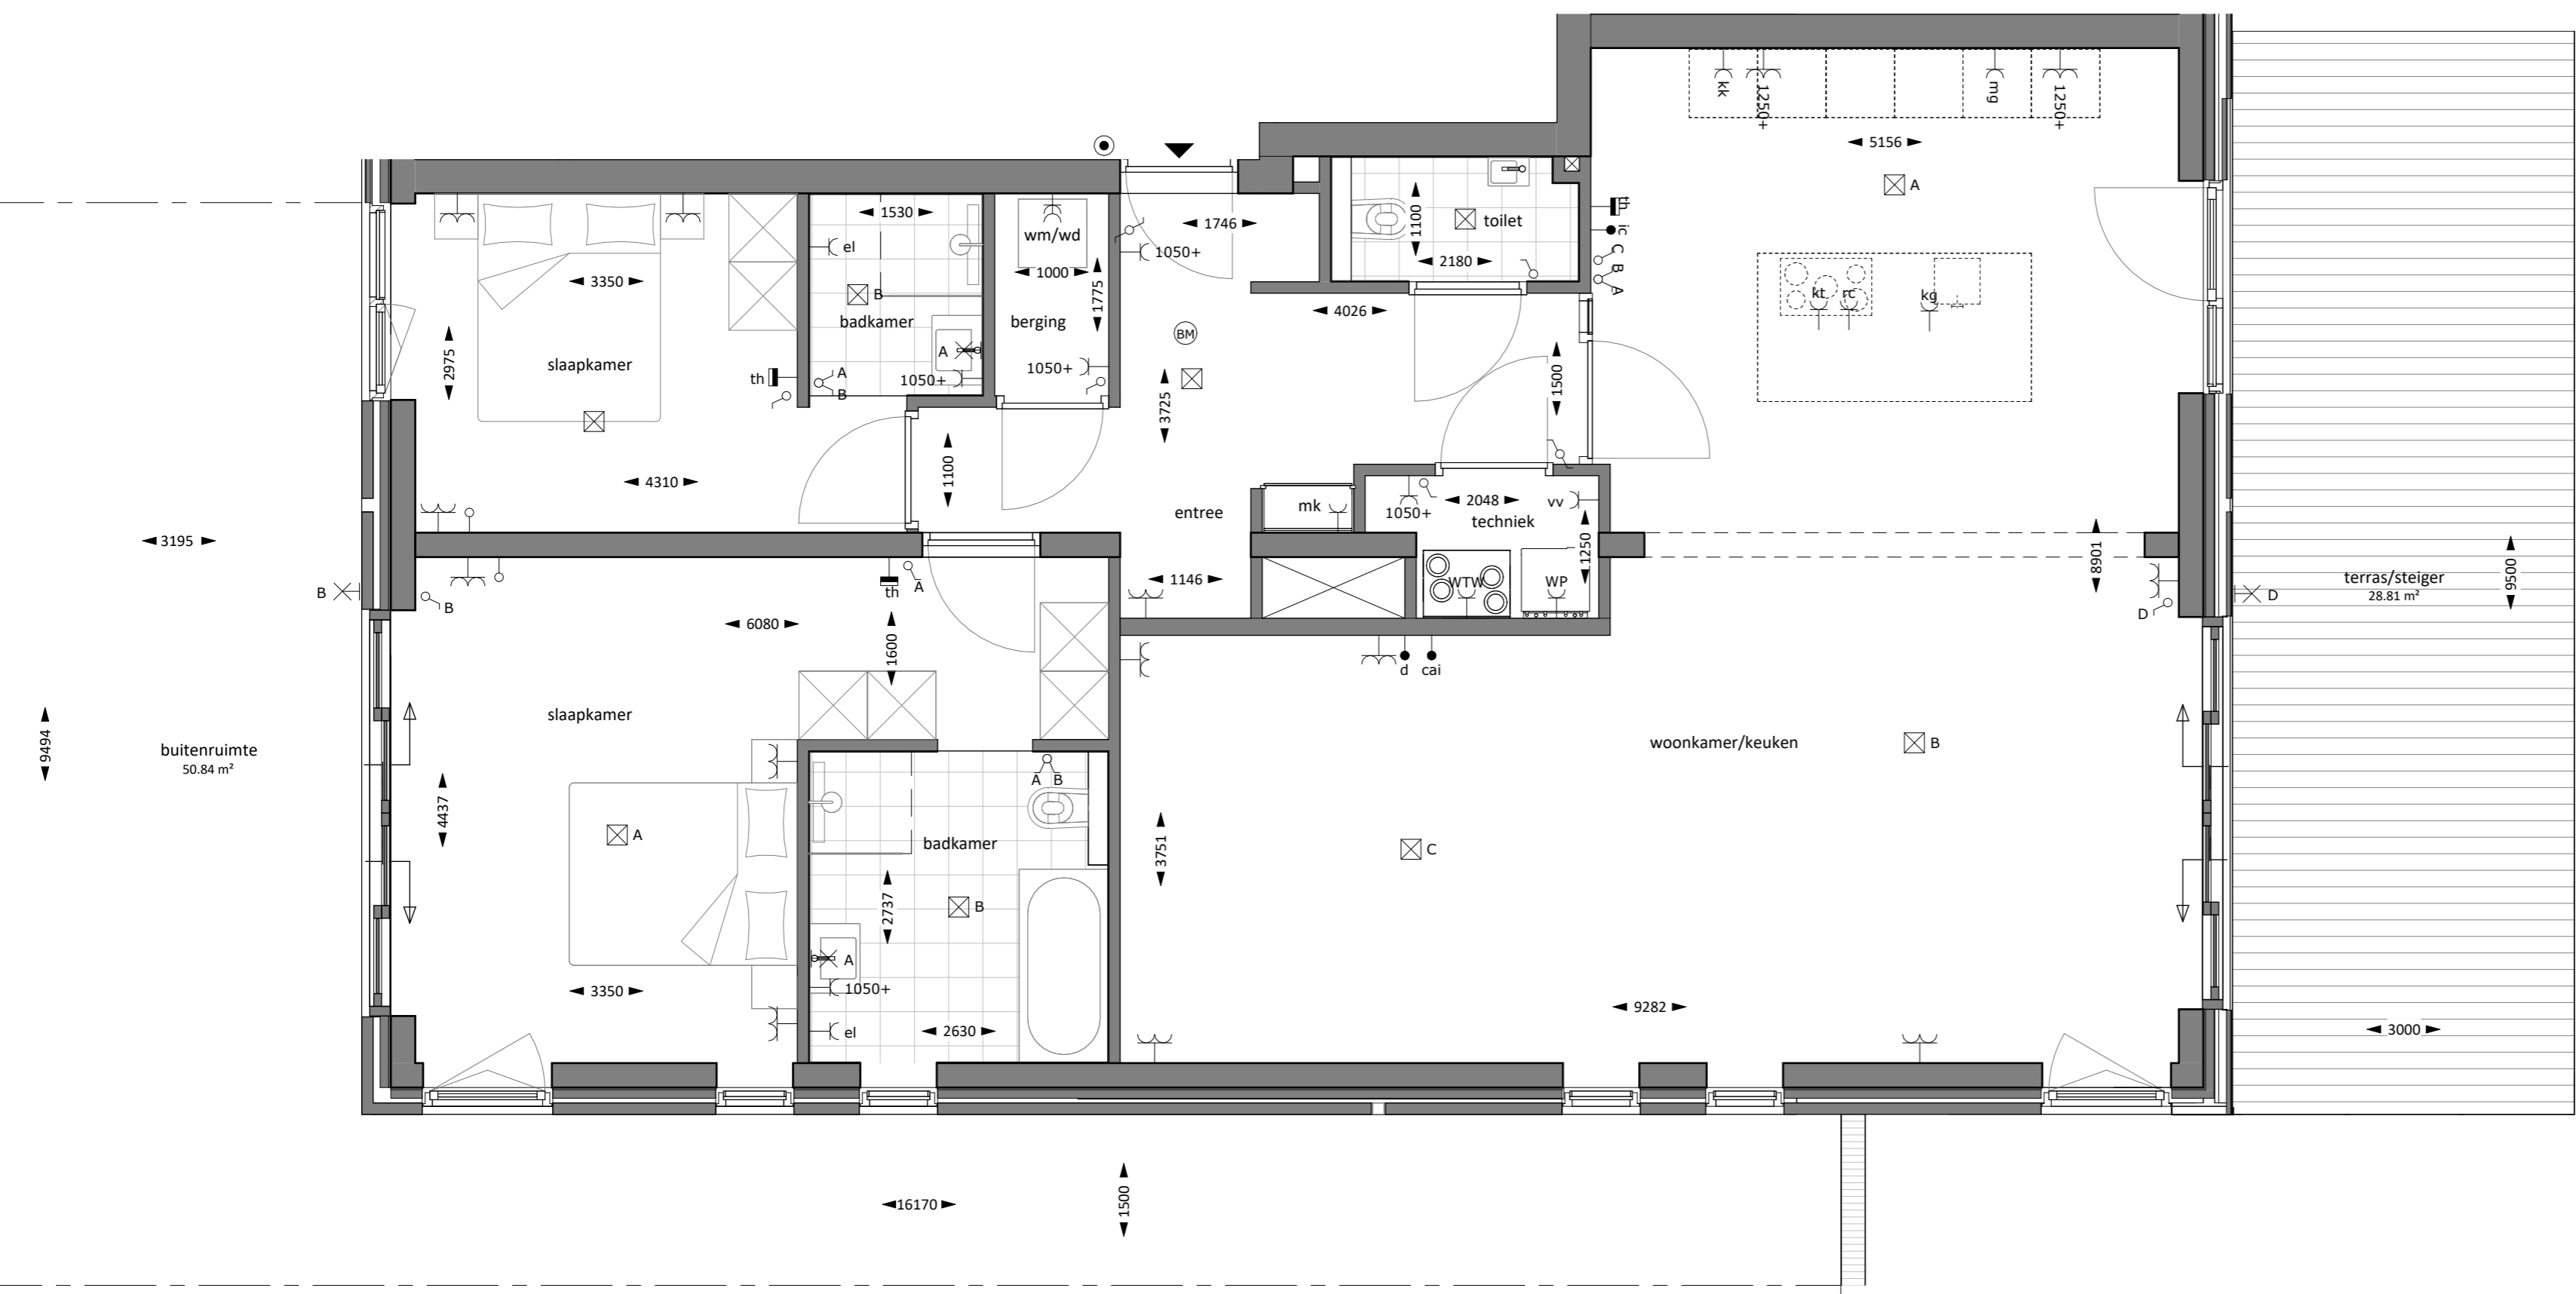 kk
1250+
mg
1250+
5156
A
1530
el
B
badkamer
A
1050+
A
B
wm/wd
1000
1775
berging
1050+
1746
1050+
1100
toilet
2180
th
ic
C
B
A
kt
rc
kg
3350
2975
slaapkamer
th
4310
1100
BM
3725
4026
1500
entree
mk
1050+
2048
techniek
vv
1250
WTW
WP
1146
3195
B
B
th
A
6080
1600
8901
D
D
terras/steiger
28.81 m²
9500
d
cai
slaapkamer
9494
buitenruimte
50.84 m²
4437
A
3350
A B
badkamer
2737
B
A
1050+
el
2630
3751
woonkamer/keuken
B
C
9282
3000
16170
1500